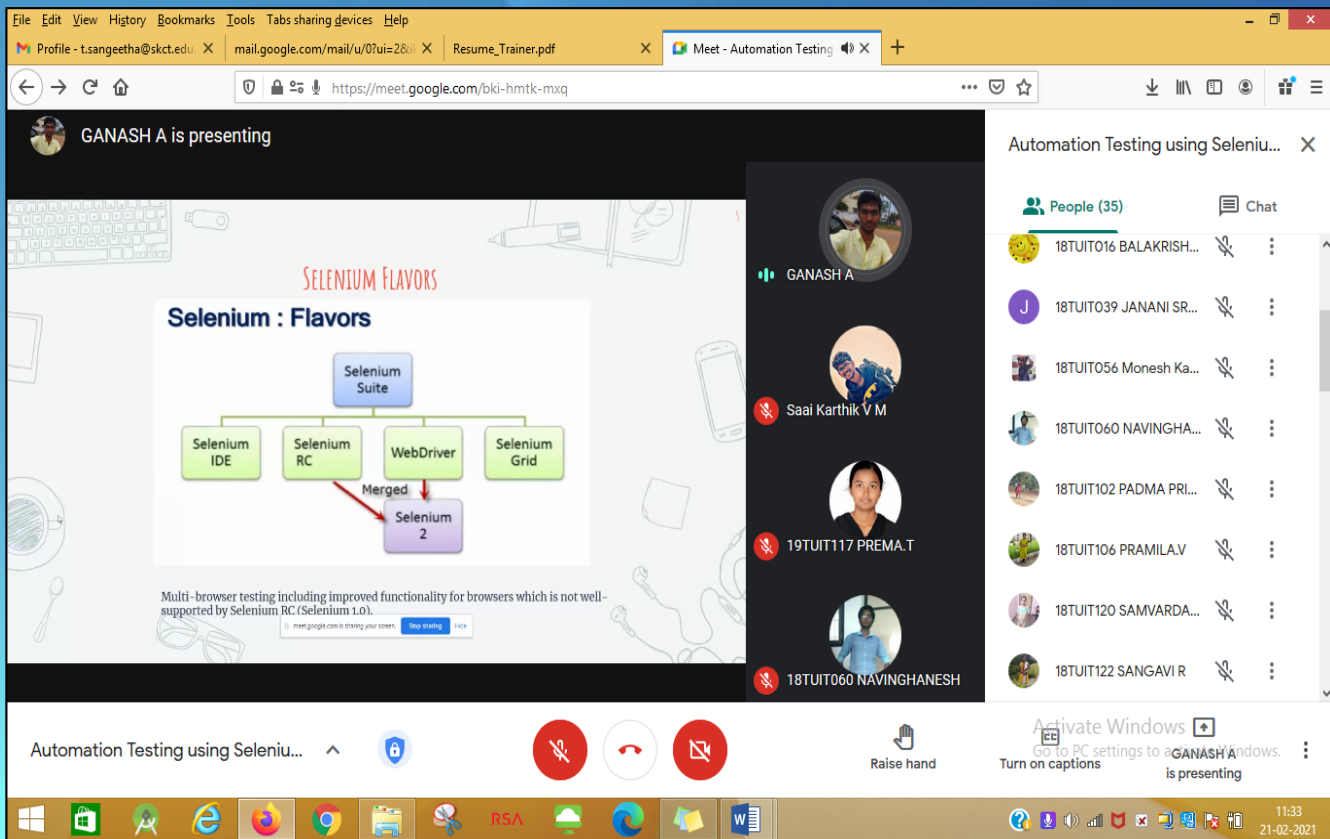 File Edit View History Bookmarks Tools Tabs sharing devices Help
Profile - t.sangeetha@skct.edu.
mail.google.com/mail/u/0?ui=2&ik
Resume_Trainer.pdf
Meet - Automation Testing
https://meet.google.com/bki-hmtk-mxq
GANASH A is presenting
SELENIUM FLAVORS
Selenium : Flavors
Selenium
Suite
Selenium
IDE
Selenium
RC
WebDriver
Selenium
Grid
Merged
Selenium
2
Multi-browser testing including improved functionality for browsers which is not well-
supported by Selenium RC (Selenium 1.0).
meet.google.com is sharing your screen. Stop sharing Hide
5
GANASH A
Saai Karthik V M
19TUIT117 PREMA.T
18TUIT060 NAVINGHANESH
Automation Testing using Seleniu...
People (35) Chat
18TUIT016 BALAKRISH...
J 18TUIT039 JANANI SR...
18TUIT056 Monesh Ka...
18TUIT060 NAVINGHA...
18TUIT102 PADMA PRI...
18TUIT106 PRAMILA.V
18TUIT120 SAMVARDA...
18TUIT122 SANGAVI R
Automation Testing using Seleniu...
Raise hand
CC
Turn on captions
GANASH A
is presenting
Activate Windows
Go to PC settings to activate Windows.
RSA
11:33
21-02-2021